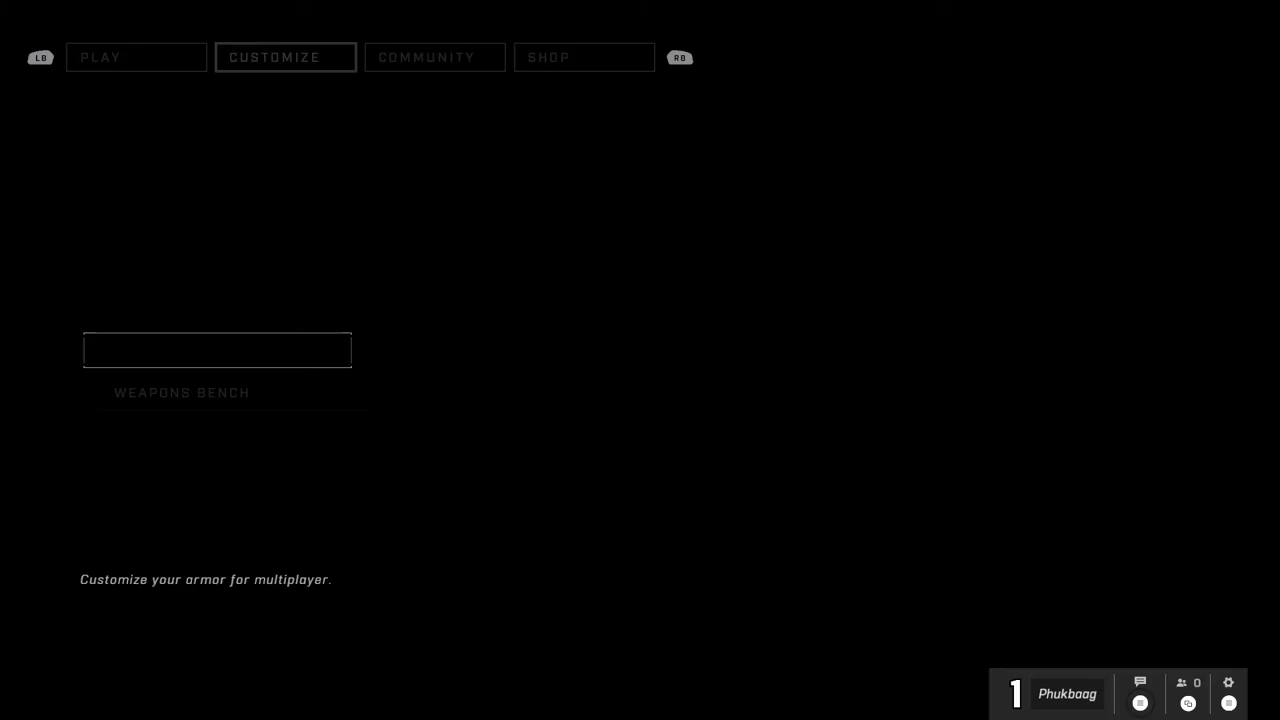 LB PLAY CUSTOMIZE COMMUNITY SHOP RB
WEAPONS BENCH
Customize your armor for multiplayer.
1 Phukbaag 0